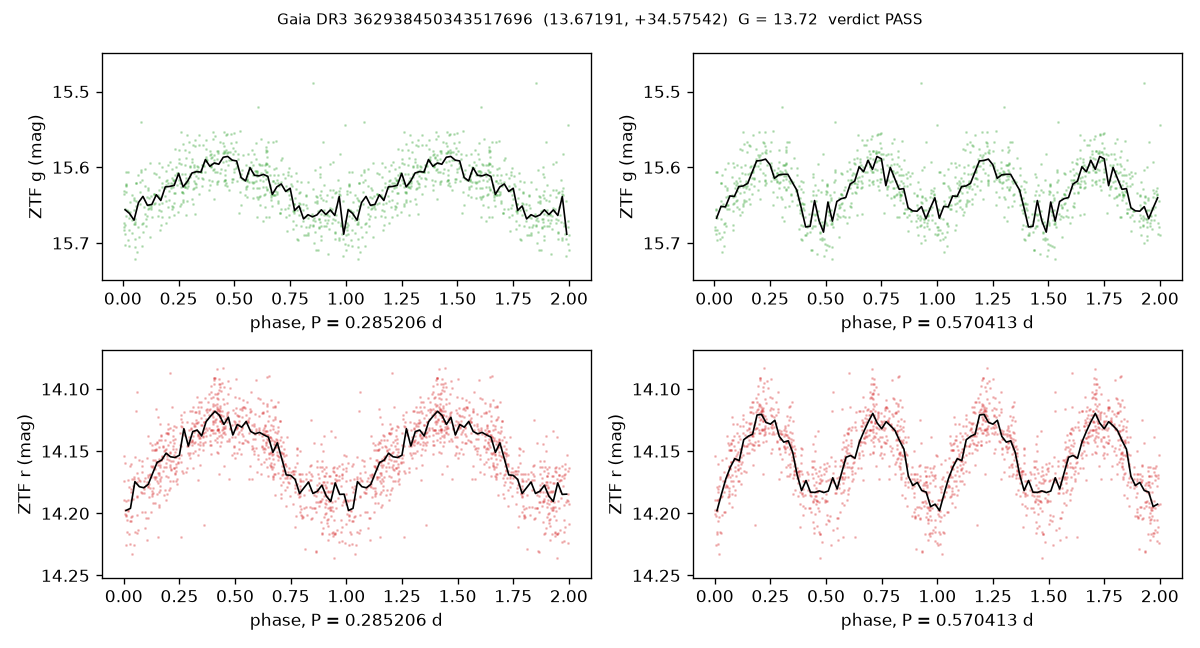 Gaia DR3 362938450343517696  (13.67191, +34.57542)  G = 13.72  verdict PASS
ZTF g (mag)
15.5
15.6
15.7
0.00 0.25 0.50 0.75 1.00 1.25 1.50 1.75 2.00
phase, P = 0.285206 d
ZTF g (mag)
15.5
15.6
15.7
0.00 0.25 0.50 0.75 1.00 1.25 1.50 1.75 2.00
phase, P = 0.570413 d
ZTF r (mag)
14.10
14.15
14.20
14.25
0.00 0.25 0.50 0.75 1.00 1.25 1.50 1.75 2.00
phase, P = 0.285206 d
ZTF r (mag)
14.10
14.15
14.20
14.25
0.00 0.25 0.50 0.75 1.00 1.25 1.50 1.75 2.00
phase, P = 0.570413 d